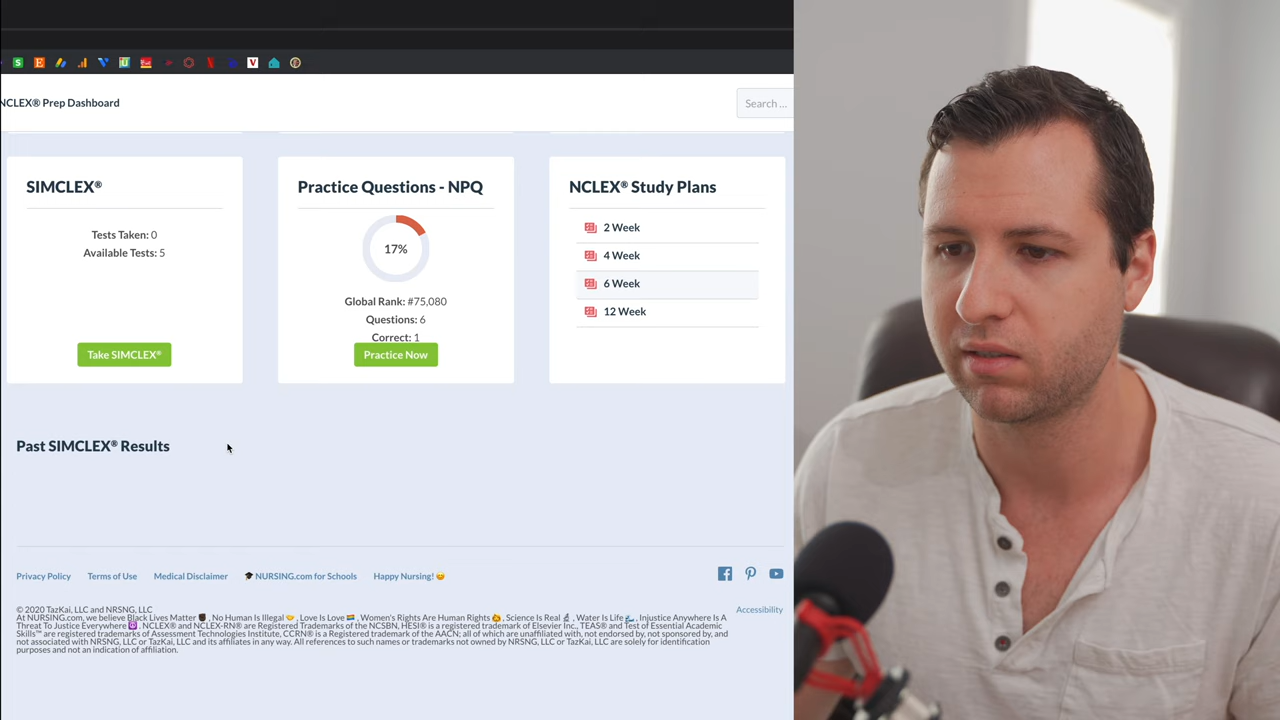 NCLEX® Prep Dashboard
Search ...
SIMCLEX®
Tests Taken: 0
Available Tests: 5
Take SIMCLEX®
Practice Questions - NPQ
17%
Global Rank: #75,080
Questions: 6
Correct: 1
Practice Now
NCLEX® Study Plans
2 Week
4 Week
6 Week
12 Week
Past SIMCLEX® Results
Privacy Policy
Terms of Use
Medical Disclaimer
🎓 NURSING.com for Schools
Happy Nursing! 😊
© 2020 TazKai, LLC and NRSNG, LLC
Accessibility
At NURSING.com, we believe Black Lives Matter ✊🏿, No Human Is Illegal 🤝, Love Is Love 🏳️‍🌈, Women's Rights Are Human Rights, Science Is Real 🔬, Water Is Life 🌊, Injustice Anywhere Is A
Threat To Justice Everywhere ☮️. NCLEX® and NCLEX-RN® are Registered Trademarks of the NCSBN, HESI® is a registered trademark of Elsevier Inc., TEAS® and Test of Essential Academic
Skills™ are registered trademarks of Assessment Technologies Institute, CCRN® is a Registered trademark of the AACN; all of which are unaffiliated with, not endorsed by, not sponsored by, and
not associated with NRSNG, LLC or TazKai, LLC and its affiliates in any way. All references to such names or trademarks not owned by NRSNG, LLC or TazKai, LLC are solely for identification
purposes and not an indication of affiliation.